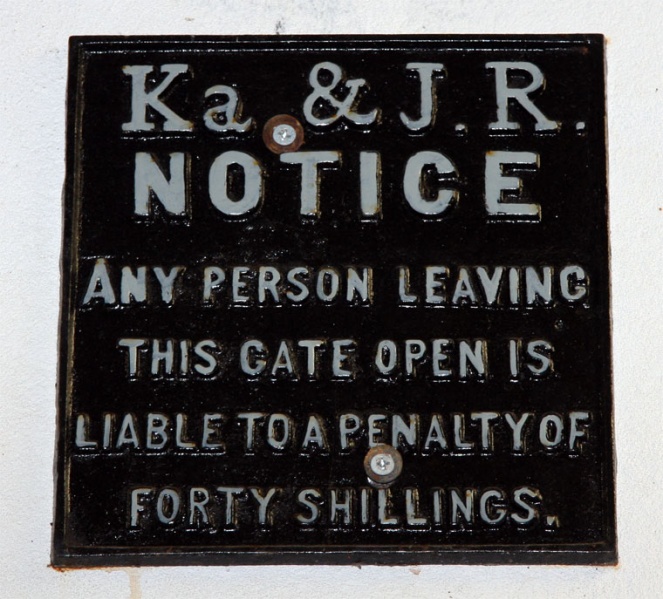 Ka & J.R.
NOTICE
ANY PERSON LEAVING
THIS GATE OPEN IS
LIABLE TO A PENALTY OF
FORTY SHILLINGS.